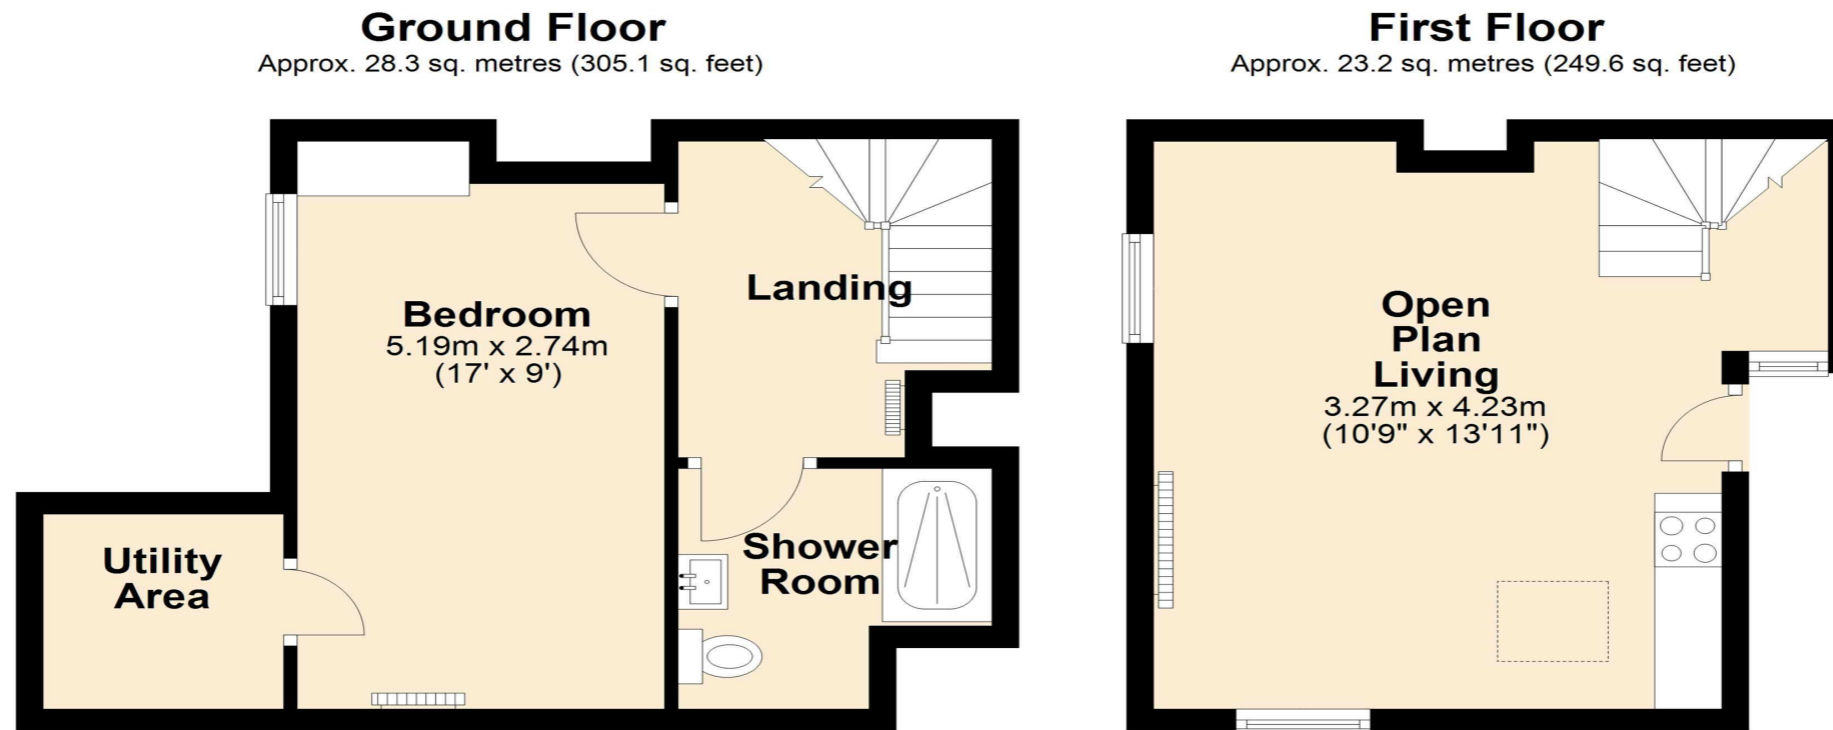 Ground Floor
Approx. 28.3 sq. metres (305.1 sq. feet)
Bedroom
5.19m x 2.74m
(17' x 9')
Landing
Utility
Area
Shower
Room
First Floor
Approx. 23.2 sq. metres (249.6 sq. feet)
Open
Plan
Living
3.27m x 4.23m
(10'9" x 13'11")